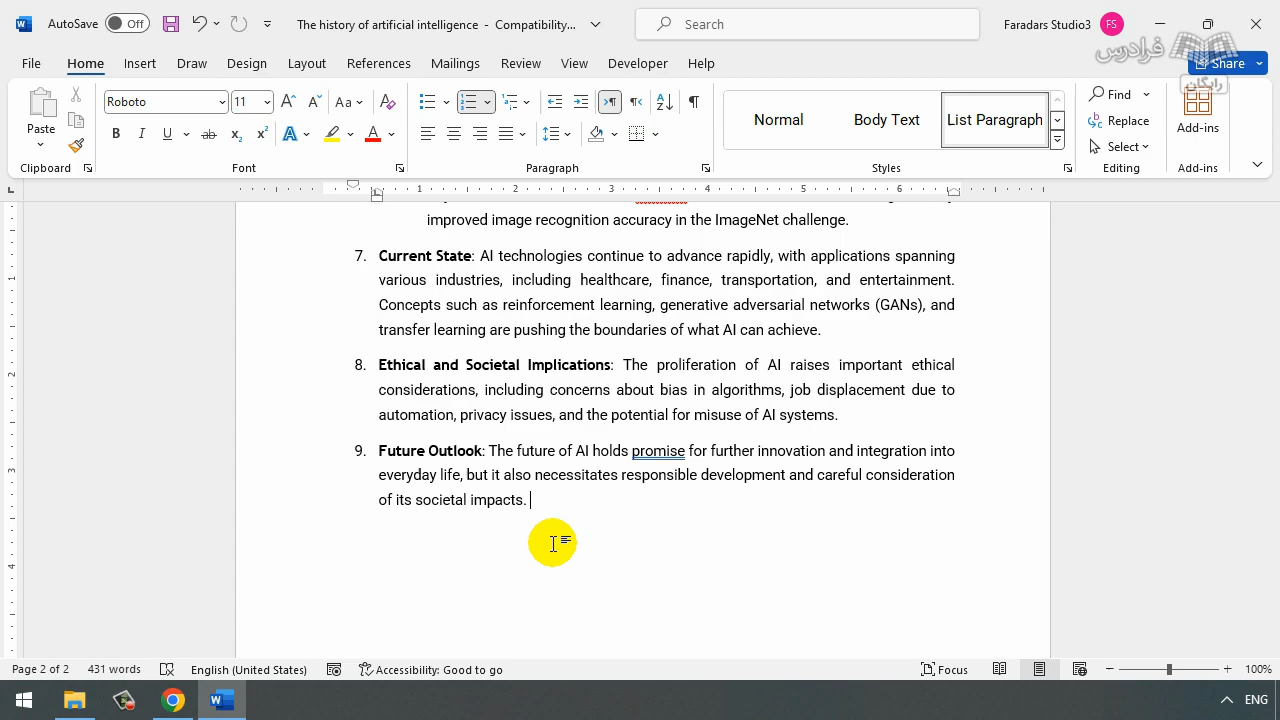 AutoSave Off The history of artificial intelligence - Compatibility... Search Faradars Studio3 FS
فرادرس
رایگان
File Home Insert Draw Design Layout References Mailings Review View Developer Help Share
Paste Roboto 11 Aa Normal Body Text List Paragraph Find Replace Select Add-ins
Clipboard Font Paragraph Styles Editing Add-ins
1 2 3 4 5 6
improved image recognition accuracy in the ImageNet challenge.
7. Current State: AI technologies continue to advance rapidly, with applications spanning
various industries, including healthcare, finance, transportation, and entertainment.
Concepts such as reinforcement learning, generative adversarial networks (GANs), and
transfer learning are pushing the boundaries of what AI can achieve.
8. Ethical and Societal Implications: The proliferation of AI raises important ethical
considerations, including concerns about bias in algorithms, job displacement due to
automation, privacy issues, and the potential for misuse of AI systems.
9. Future Outlook: The future of AI holds promise for further innovation and integration into
everyday life, but it also necessitates responsible development and careful consideration
of its societal impacts.
Page 2 of 2 431 words English (United States) Accessibility: Good to go Focus 100%
ENG